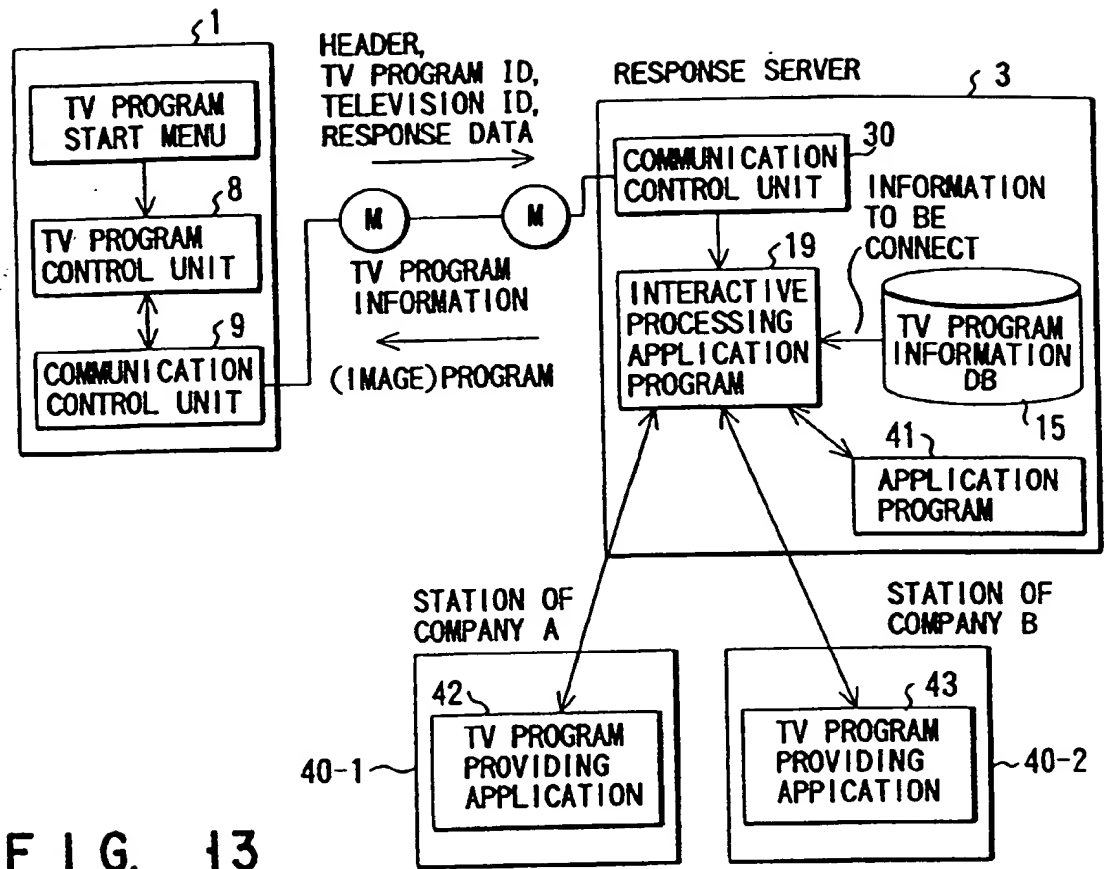 1
TV PROGRAM
START MENU
8
TV PROGRAM
CONTROL UNIT
9
COMMUNICATION
CONTROL UNIT
HEADER,
TV PROGRAM ID,
TELEVISION ID,
RESPONSE DATA
M
M
TV PROGRAM
INFORMATION
(IMAGE)PROGRAM
RESPONSE SERVER
3
COMMUNICATION
CONTROL UNIT
30
INFORMATION
TO BE
CONNECT
19
INTERACTIVE
PROCESSING
APPLICATION
PROGRAM
TV PROGRAM
INFORMATION
DB
15
41
APPLICATION
PROGRAM
STATION OF
COMPANY A
42
TV PROGRAM
PROVIDING
APPLICATION
40-1
STATION OF
COMPANY B
43
TV PROGRAM
PROVIDING
APPICATION
40-2
FIG. 13